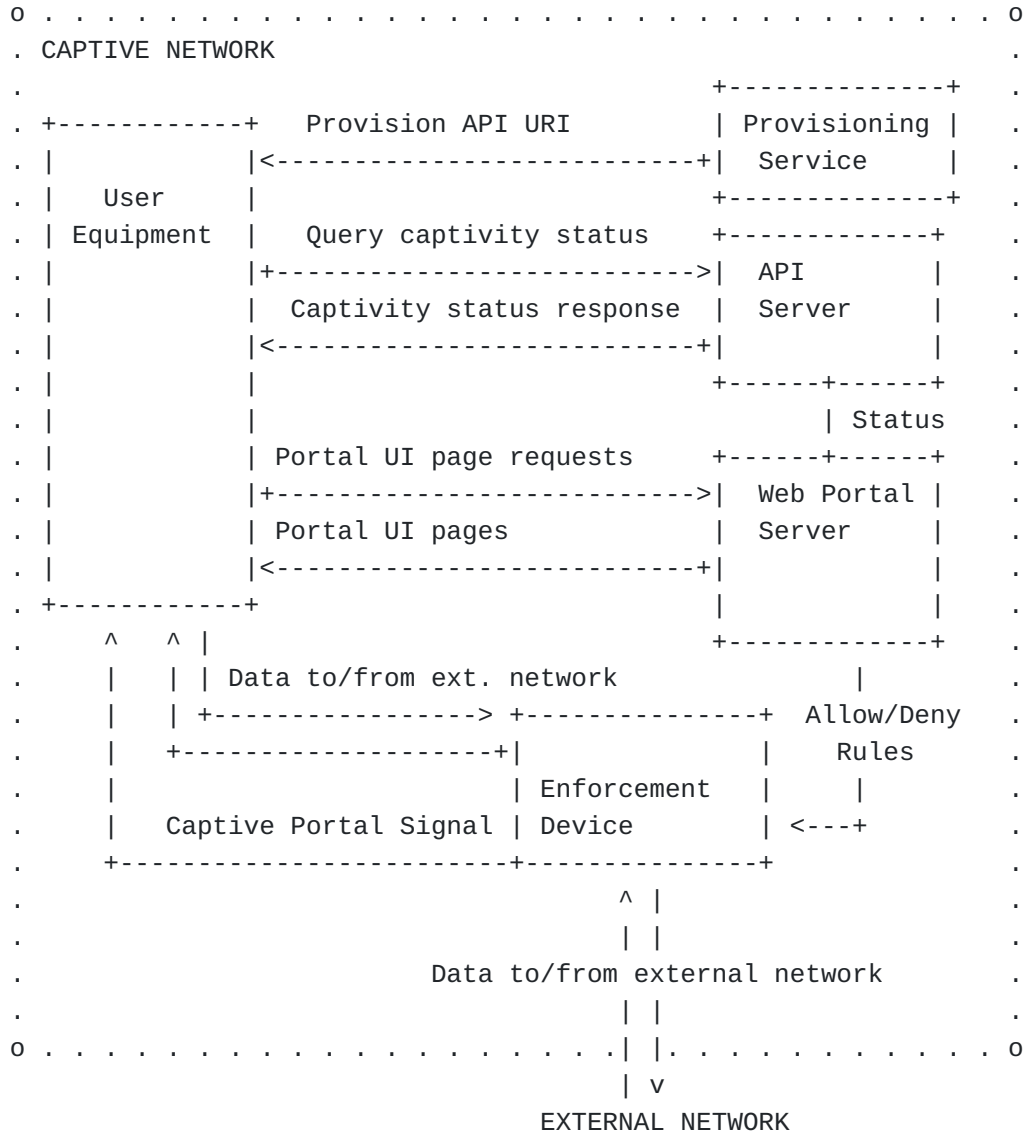 CAPTIVE NETWORK
Provision API URI
Provisioning
Service
User
Equipment
Query captivity status
API
Server
Captivity status response
Status
Portal UI page requests
Web Portal
Server
Portal UI pages
Data to/from ext. network
Allow/Deny
Rules
Enforcement
Device
Captive Portal Signal
Data to/from external network
EXTERNAL NETWORK